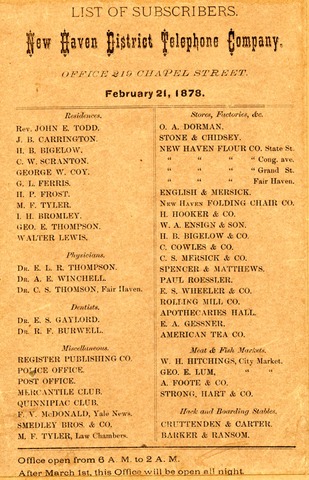 LIST OF SUBSCRIBERS.
New Haven District Telephone Company.
OFFICE 219 CHAPEL STREET.
February 21, 1878.
Residences.
Rev. JOHN E. TODD.
J. B. CARRINGTON.
H. B. BIGELOW.
C. W. SCRANTON.
GEORGE W. COY.
G. L. FERRIS.
H. P. FROST.
M. F. TYLER.
I. H. BROMLEY.
GEO. E. THOMPSON.
WALTER LEWIS.
Physicians.
Dr. E. L. R. THOMPSON.
Dr. A. E. WINCHELL.
Dr. C. S. THOMSON, Fair Haven.
Dentists.
Dr. E. S. GAYLORD.
Dr. R. F. BURWELL.
Miscellaneous.
REGISTER PUBLISHING CO.
POLICE OFFICE.
POST OFFICE.
MERCANTILE CLUB.
QUINNIPIAC CLUB.
F. V. McDONALD, Yale News.
SMEDLEY BROS. & CO.
M. F. TYLER, Law Chambers.
Stores, Factories, &c.
O. A. DORMAN.
STONE & CHIDSEY.
NEW HAVEN FLOUR CO. State St.
" " " " Cong. ave.
" " " " Grand St.
" " " Fair Haven.
ENGLISH & MERSICK.
New Haven FOLDING CHAIR CO.
H. HOOKER & CO.
W. A. ENSIGN & SON.
H. B. BIGELOW & CO.
C. COWLES & CO.
C. S. MERSICK & CO.
SPENCER & MATTHEWS.
PAUL ROESSLER.
E. S. WHEELER & CO.
ROLLING MILL CO.
APOTHECARIES HALL.
E. A. GESSNER.
AMERICAN TEA CO.
Meat & Fish Markets.
W. H. HITCHINGS, City Market.
GEO. E. LUM, " "
A. FOOTE & CO.
STRONG, HART & CO.
Hack and Boarding Stables.
CRUTTENDEN & CARTER.
BARKER & RANSOM.
Office open from 6 A. M. to 2 A. M.
After March 1st, this Office will be open all night.